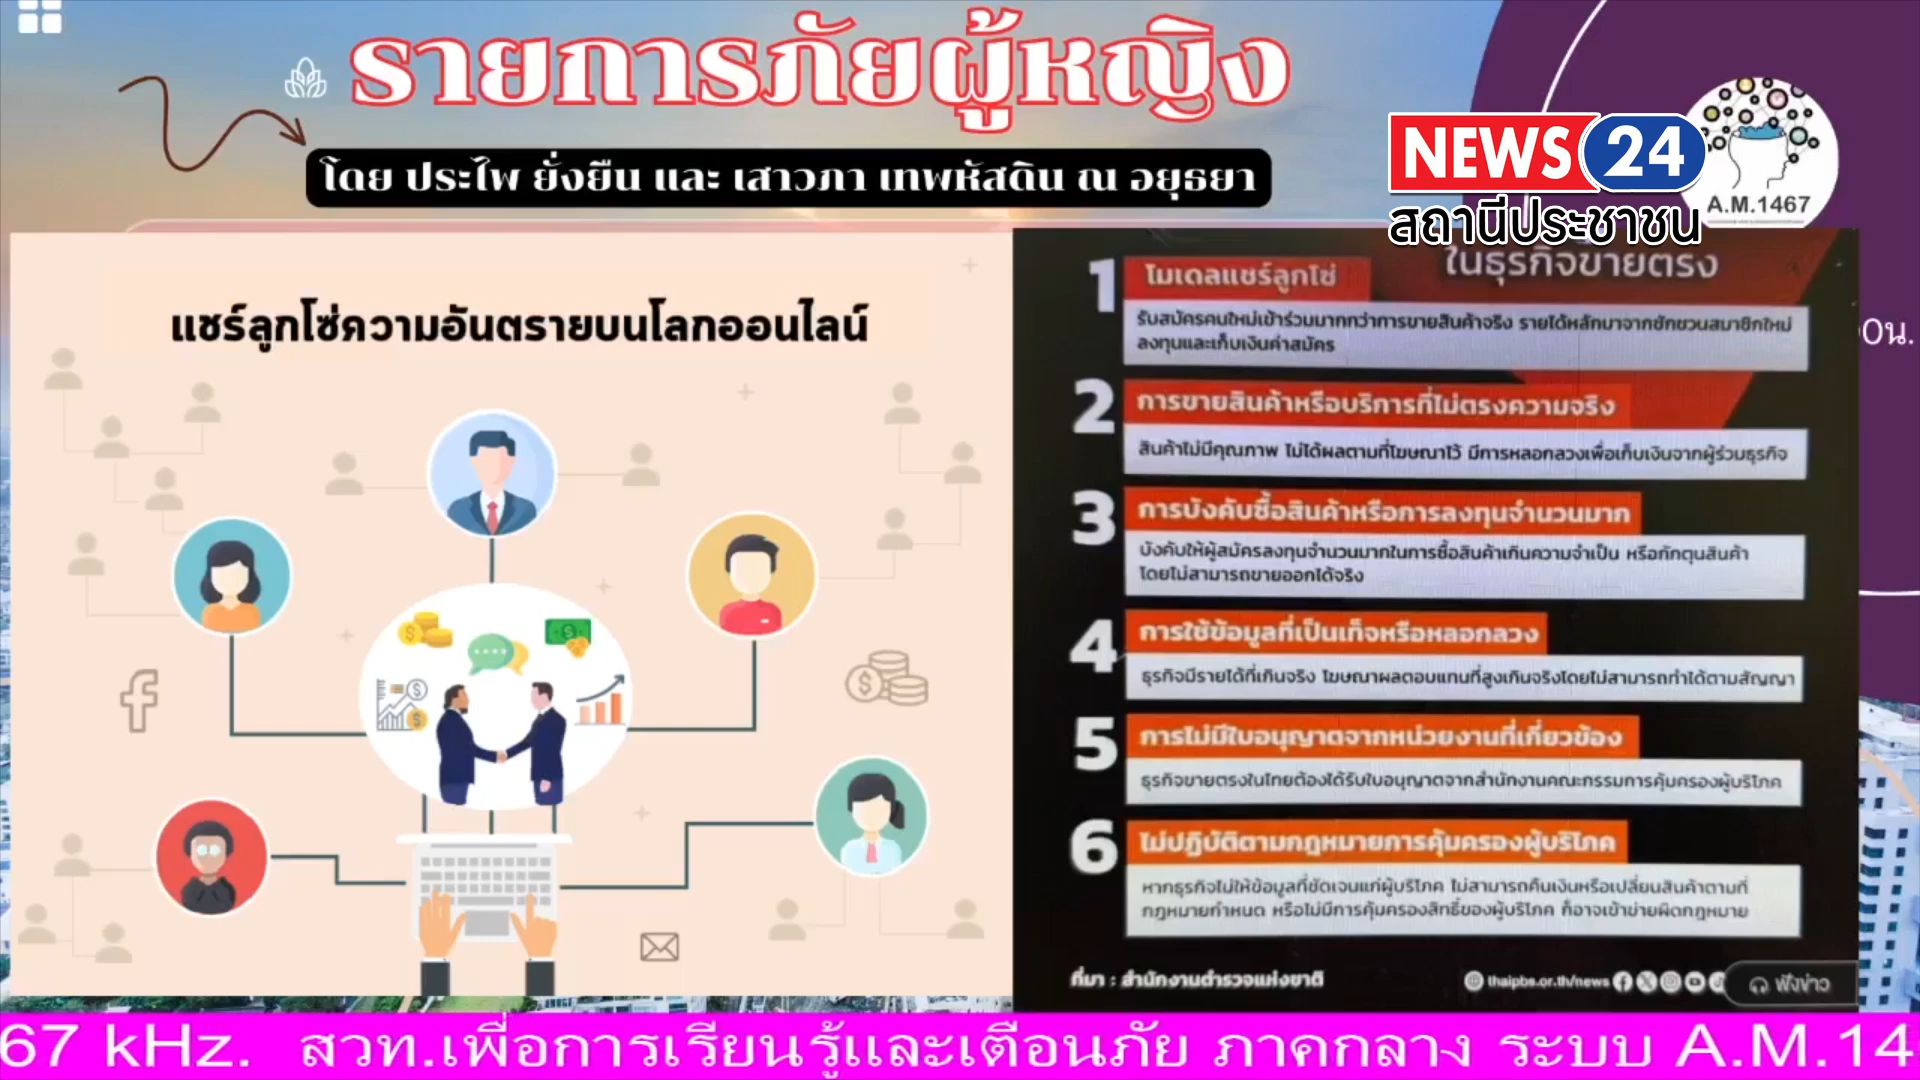 รายการภัยผู้หญิง
โดย ประไพ ยั่งยืน และ เสาวภา เทพหัสดิน ณ อยุธยา
NEWS 24
สถานีประชาชน
A.M.1467
แชร์ลูกโซ่ความอันตรายบนโลกออนไลน์
ในธุรกิจขายตรง
1 โมเดลแชร์ลูกโซ่
รับสมัครคนใหม่เข้าร่วมมากกว่าการขายสินค้าจริง รายได้หลักมาจากชักชวนสมาชิกใหม่
ลงทุนและเก็บเงินค่าสมัคร
2 การขายสินค้าหรือบริการที่ไม่ตรงความจริง
สินค้าไม่มีคุณภาพ ไม่ได้ผลตามที่โฆษณาไว้ มีการหลอกลวงเพื่อเก็บเงินจากผู้ร่วมธุรกิจ
3 การบังคับซื้อสินค้าหรือการลงทุนจำนวนมาก
บังคับให้ผู้สมัครลงทุนจำนวนมากในการซื้อสินค้าเกินความจำเป็น หรือกักตุนสินค้า
โดยไม่สามารถขายออกได้จริง
4 การใช้ข้อมูลที่เป็นเท็จหรือหลอกลวง
ธุรกิจมีรายได้ที่เกินจริง โฆษณาผลตอบแทนที่สูงเกินจริงโดยไม่สามารถทำได้ตามสัญญา
5 การไม่มีใบอนุญาตจากหน่วยงานที่เกี่ยวข้อง
ธุรกิจขายตรงในไทยต้องได้รับใบอนุญาตจากสำนักงานคณะกรรมการคุ้มครองผู้บริโภค
6 ไม่ปฏิบัติตามกฎหมายการคุ้มครองผู้บริโภค
หากธุรกิจไม่ให้ข้อมูลที่ชัดเจนแก่ผู้บริโภค ไม่สามารถคืนเงินหรือเปลี่ยนสินค้าตามที่
กฎหมายกำหนด หรือไม่มีการคุ้มครองสิทธิ์ของผู้บริโภค ก็อาจเข้าข่ายผิดกฎหมาย
ที่มา : สำนักงานตำรวจแห่งชาติ
thaipbs.or.th/news
ฟังข่าว
0น.
67 kHz. สวท.เพื่อการเรียนรู้และเตือนภัย ภาคกลาง ระบบ A.M.14